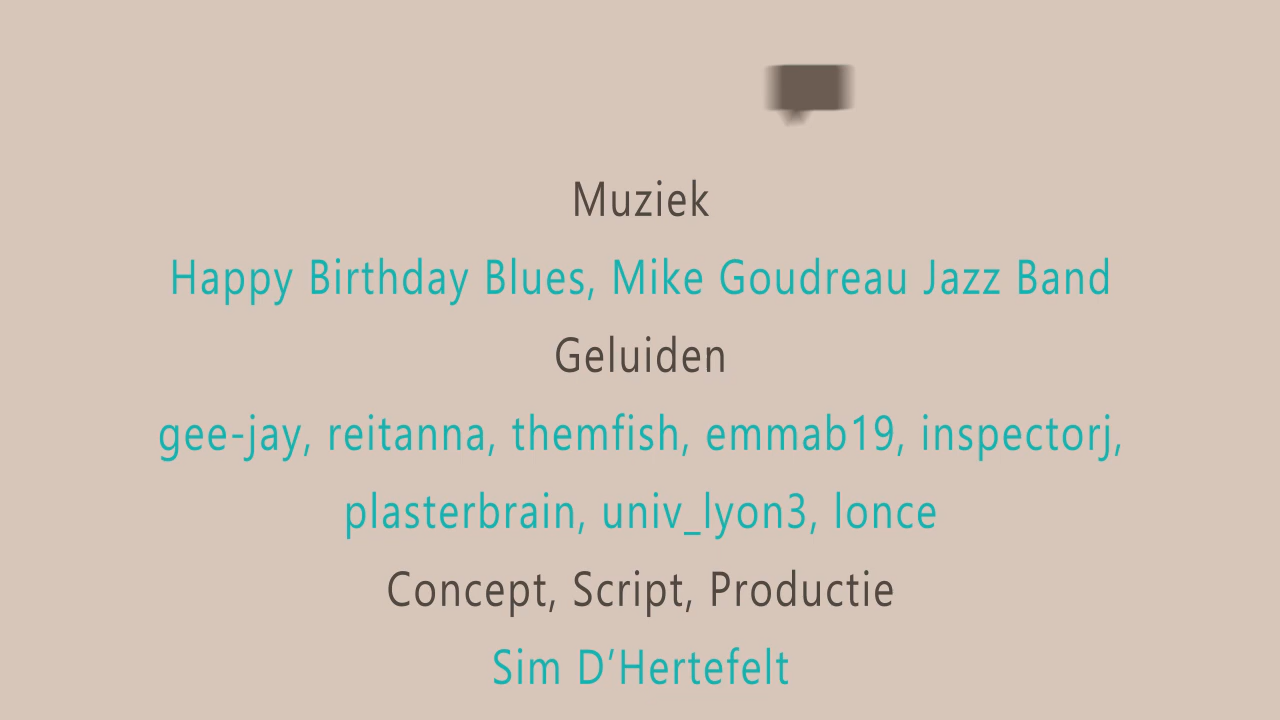 Muziek
Happy Birthday Blues, Mike Goudreau Jazz Band
Geluiden
gee-jay, reitanna, themfish, emmab19, inspectorj,
plasterbrain, univ_lyon3, lonce
Concept, Script, Productie
Sim D’Hertefelt